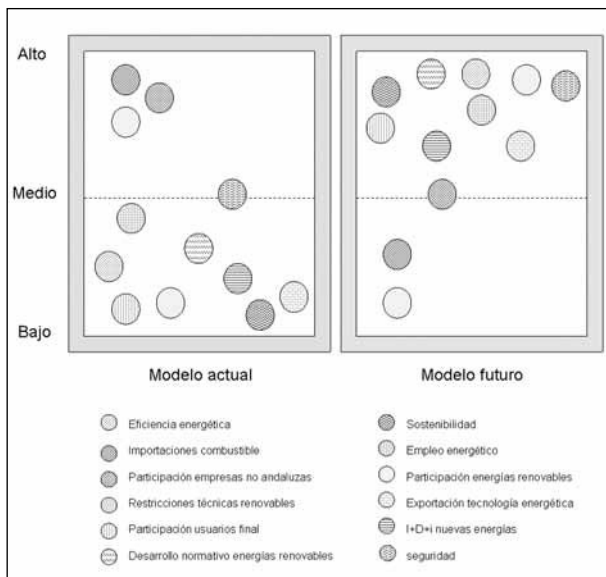 Alto
Medio
Bajo
Modelo actual
Modelo futuro
Eficiencia energética
Importaciones combustible
Participación empresas no andaluzas
Restricciones técnicas renovables
Participación usuarios final
Desarrollo normativo energías renovables
Sostenibilidad
Empleo energético
Participación energías renovables
Exportación tecnología energética
I+D+i nuevas energías
seguridad